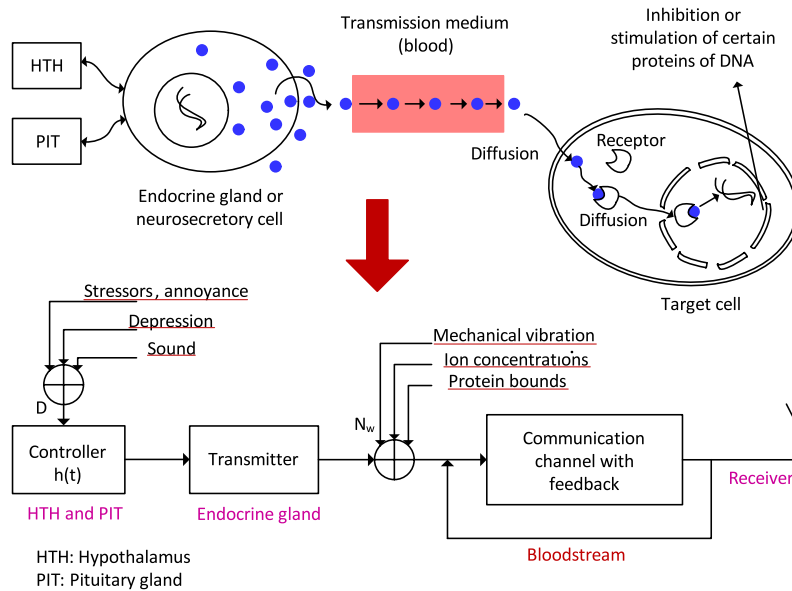 Inhibition or
stimulation of certain
proteins of DNA
Transmission medium
(blood)
HTH
PIT
Receptor
Diffusion
Diffusion
Endocrine gland or
neurosecretory cell
Target cell
Stressors, annoyance
Depression
Sound
Mechanical vibration
Ion concentrations
Protein bounds
D
Nw
Controller
h(t)
Transmitter
Communication
channel with
feedback
HTH and PIT
Endocrine gland
Receiver
Bloodstream
HTH: Hypothalamus
PIT: Pituitary gland